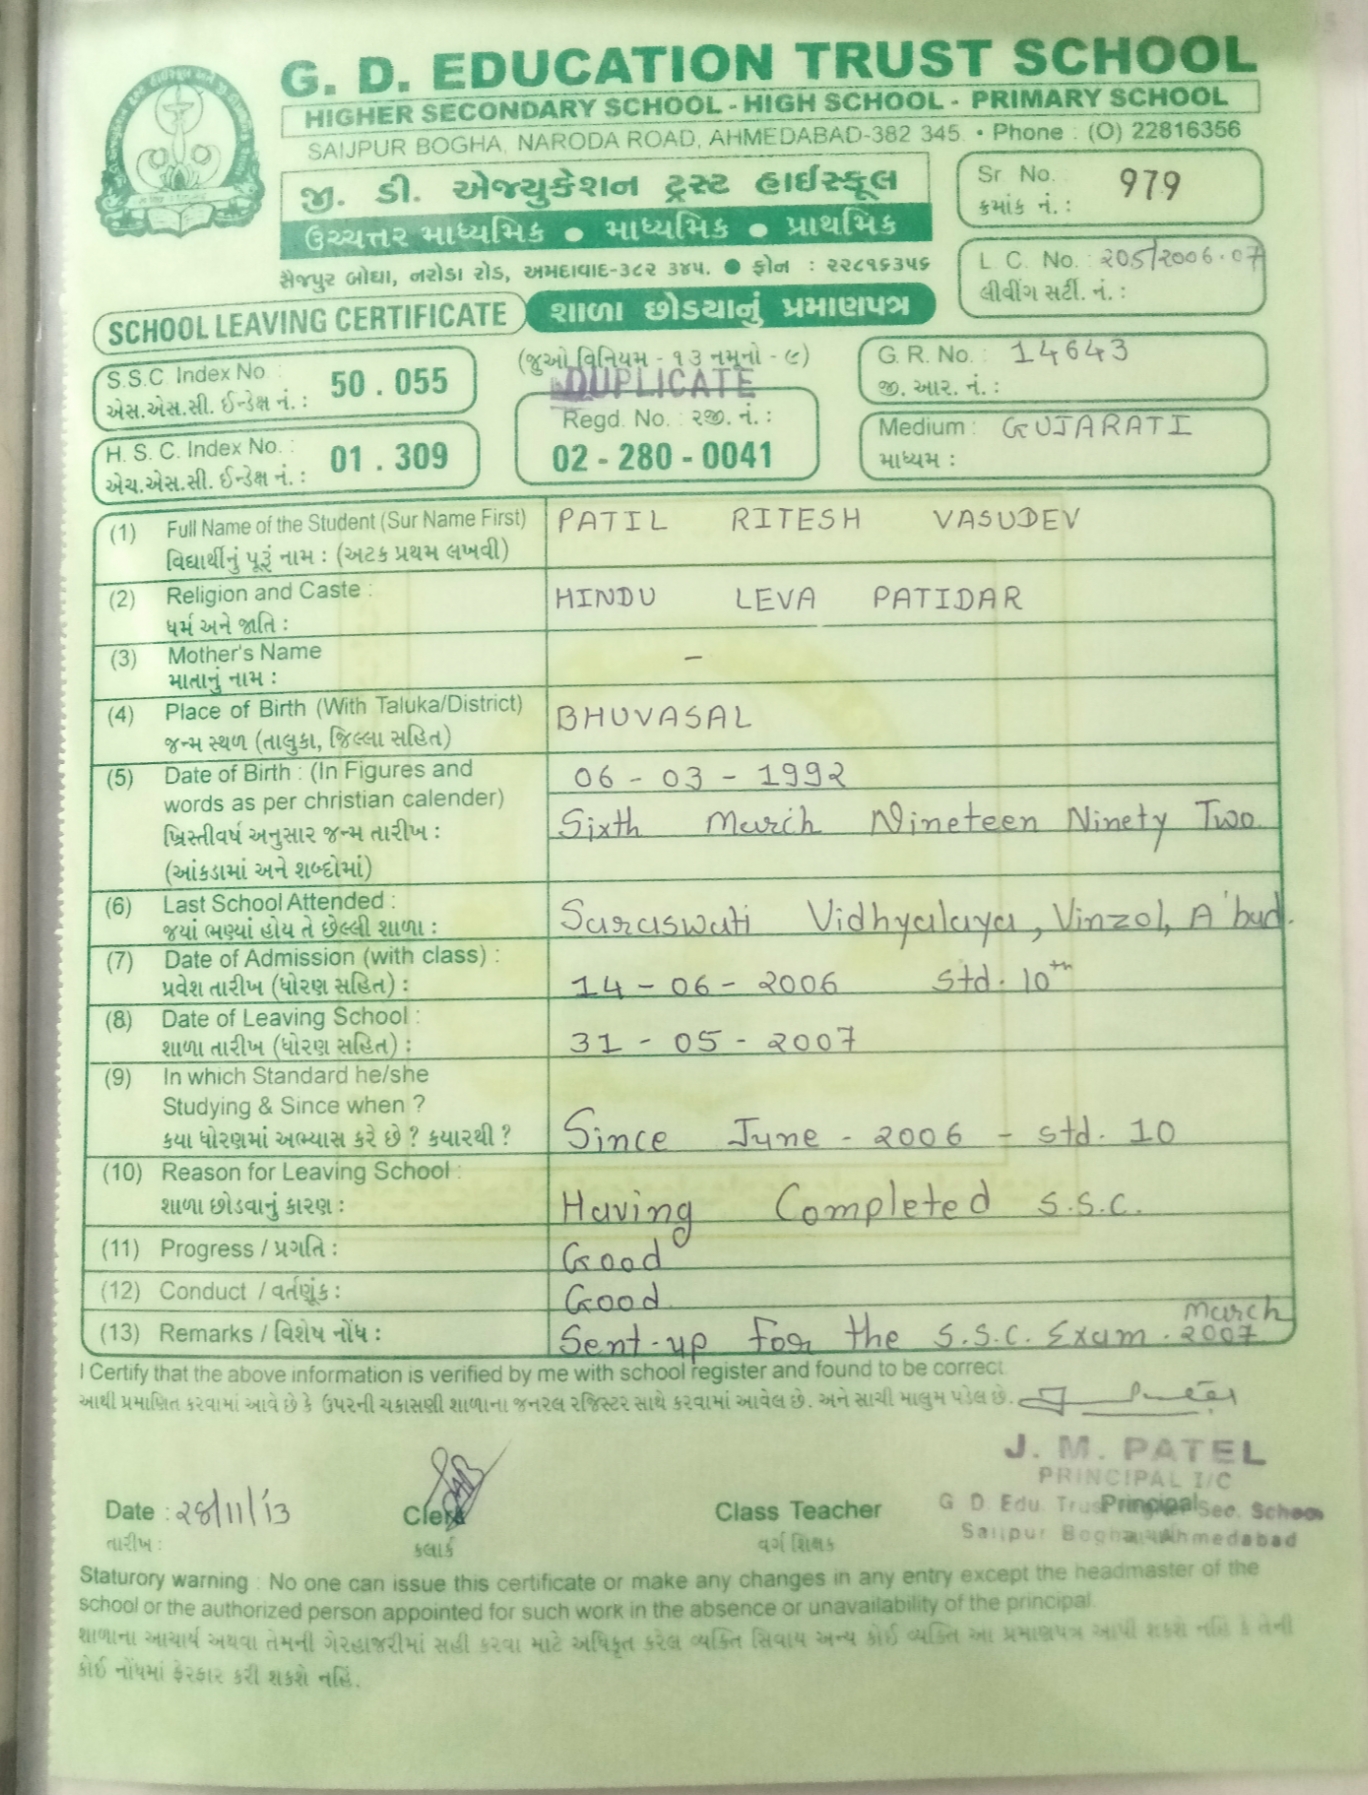 G. D. EDUCATION TRUST SCHOOL
HIGHER SECONDARY SCHOOL - HIGH SCHOOL - PRIMARY SCHOOL
SAIJPUR BOGHA, NARODA ROAD, AHMEDABAD-382 345. • Phone : (O) 22816356
જી. ડી. એજ્યુકેશન ટ્રસ્ટ હાઈસ્કૂલ
ઉચ્ચત્તર માધ્યમિક ● માધ્યમિક ● પ્રાથમિક
સૈજપુર બોઘા, નરોડા રોડ, અમદાવાદ-૩૮૨ ૩૪૫. ● ફોન : ૨૨૮૧૬૩૫૬
Sr. No. 979
ક્રમાંક નં. :
L. C. No. : 205/2006-07
લીવીંગ સર્ટી. નં. :
SCHOOL LEAVING CERTIFICATE
શાળા છોડયાનું પ્રમાણપત્ર
(જુઓ વિનિયમ - ૧૩ નમૂનો - ૯)
DUPLICATE
S.S.C. Index No. : 50 . 055
એસ.એસ.સી. ઈન્ડેક્ષ નં. :
H. S. C. Index No. : 01 . 309
એચ.એસ.સી. ઈન્ડેક્ષ નં. :
Regd. No. : રજી. નં. :
02 - 280 - 0041
G. R. No. : 14643
જી. આર. નં. :
Medium : GUJARATI
માધ્યમ :
(1) Full Name of the Student (Sur Name First) PATIL RITESH VASUDEV
વિદ્યાર્થીનું પૂરૂં નામ : (અટક પ્રથમ લખવી)
(2) Religion and Caste : HINDU LEVA PATIDAR
ધર્મ અને જાતિ :
(3) Mother's Name -
માતાનું નામ :
(4) Place of Birth (With Taluka/District) BHUVASAL
જન્મ સ્થળ (તાલુકા, જિલ્લા સહિત)
(5) Date of Birth : (In Figures and 06 - 03 - 1992
words as per christian calender) Sixth March Nineteen Ninety Two.
ખ્રિસ્તીવર્ષ અનુસાર જન્મ તારીખ :
(આંકડામાં અને શબ્દોમાં)
(6) Last School Attended : Saraswati Vidhyalaya, Vinzol, A'bad.
જયાં ભણ્યાં હોય તે છેલ્લી શાળા :
(7) Date of Admission (with class) : 14 - 06 - 2006 std. 10th
પ્રવેશ તારીખ (ધોરણ સહિત) :
(8) Date of Leaving School : 31 - 05 - 2007
શાળા તારીખ (ધોરણ સહિત) :
(9) In which Standard he/she
Studying & Since when ?
કયા ધોરણમાં અભ્યાસ કરે છે ? કયારથી ? Since June - 2006 - std. 10
(10) Reason for Leaving School :
શાળા છોડવાનું કારણ : Having Completed S.S.C.
(11) Progress / પ્રગતિ : Good
(12) Conduct / વર્તણૂંક : Good
(13) Remarks / વિશેષ નોંધ : Sent-up for the S.S.C. Exam. March 2007
I Certify that the above information is verified by me with school register and found to be correct.
આથી પ્રમાણિત કરવામાં આવે છે કે ઉપરની ચકાસણી શાળાના જનરલ રજિસ્ટર સાથે કરવામાં આવેલ છે. અને સાચી માલુમ પડેલ છે.
J. M. PATEL
PRINCIPAL I/C
G D Edu. Trust Sec. School
Saijpur Bogha, Ahmedabad
Date : 28/11/13 Clerk Class Teacher Principal
તારીખ : કલાર્ક વર્ગ શિક્ષક
Staturory warning : No one can issue this certificate or make any changes in any entry except the headmaster of the
school or the authorized person appointed for such work in the absence or unavailability of the principal.
શાળાના આચાર્ય અથવા તેમની ગેરહાજરીમાં સહી કરવા માટે અધિકૃત કરેલ વ્યક્તિ સિવાય અન્ય કોઈ વ્યક્તિ આ પ્રમાણપત્ર આપી શકશે નહિ કે તેની
કોઈ નોંધમાં ફેરફાર કરી શકશે નહિ.